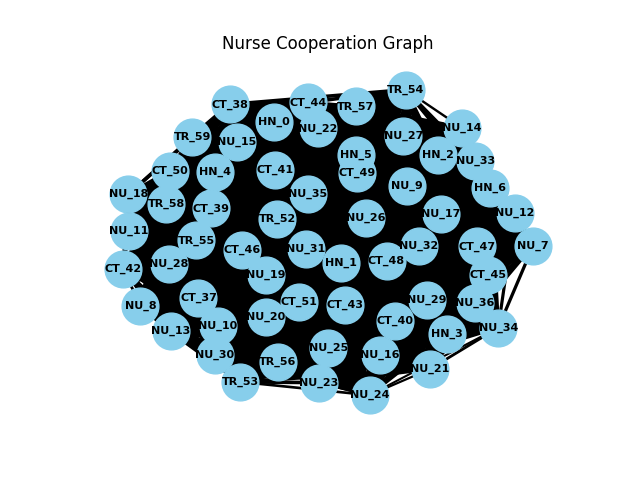 Nurse Cooperation Graph
TR_54
CT_38
CT_44
TR_57
HN_0
NU_22
NU_14
TR_59
NU_15
NU_27
HN_5
HN_2
NU_33
CT_50
HN_4
CT_41
CT_49
NU_18
NU_35
NU_9
HN_6
TR_58
CT_39
TR_52
NU_26
NU_17
NU_12
NU_11
TR_55
CT_46
NU_31
NU_32
CT_47
NU_7
CT_42
NU_28
NU_19
HN_1
CT_48
CT_45
NU_8
CT_37
CT_51
CT_43
NU_29
NU_36
NU_13
NU_10
NU_20
CT_40
HN_3
NU_34
NU_30
TR_56
NU_25
NU_16
NU_21
TR_53
NU_23
NU_24